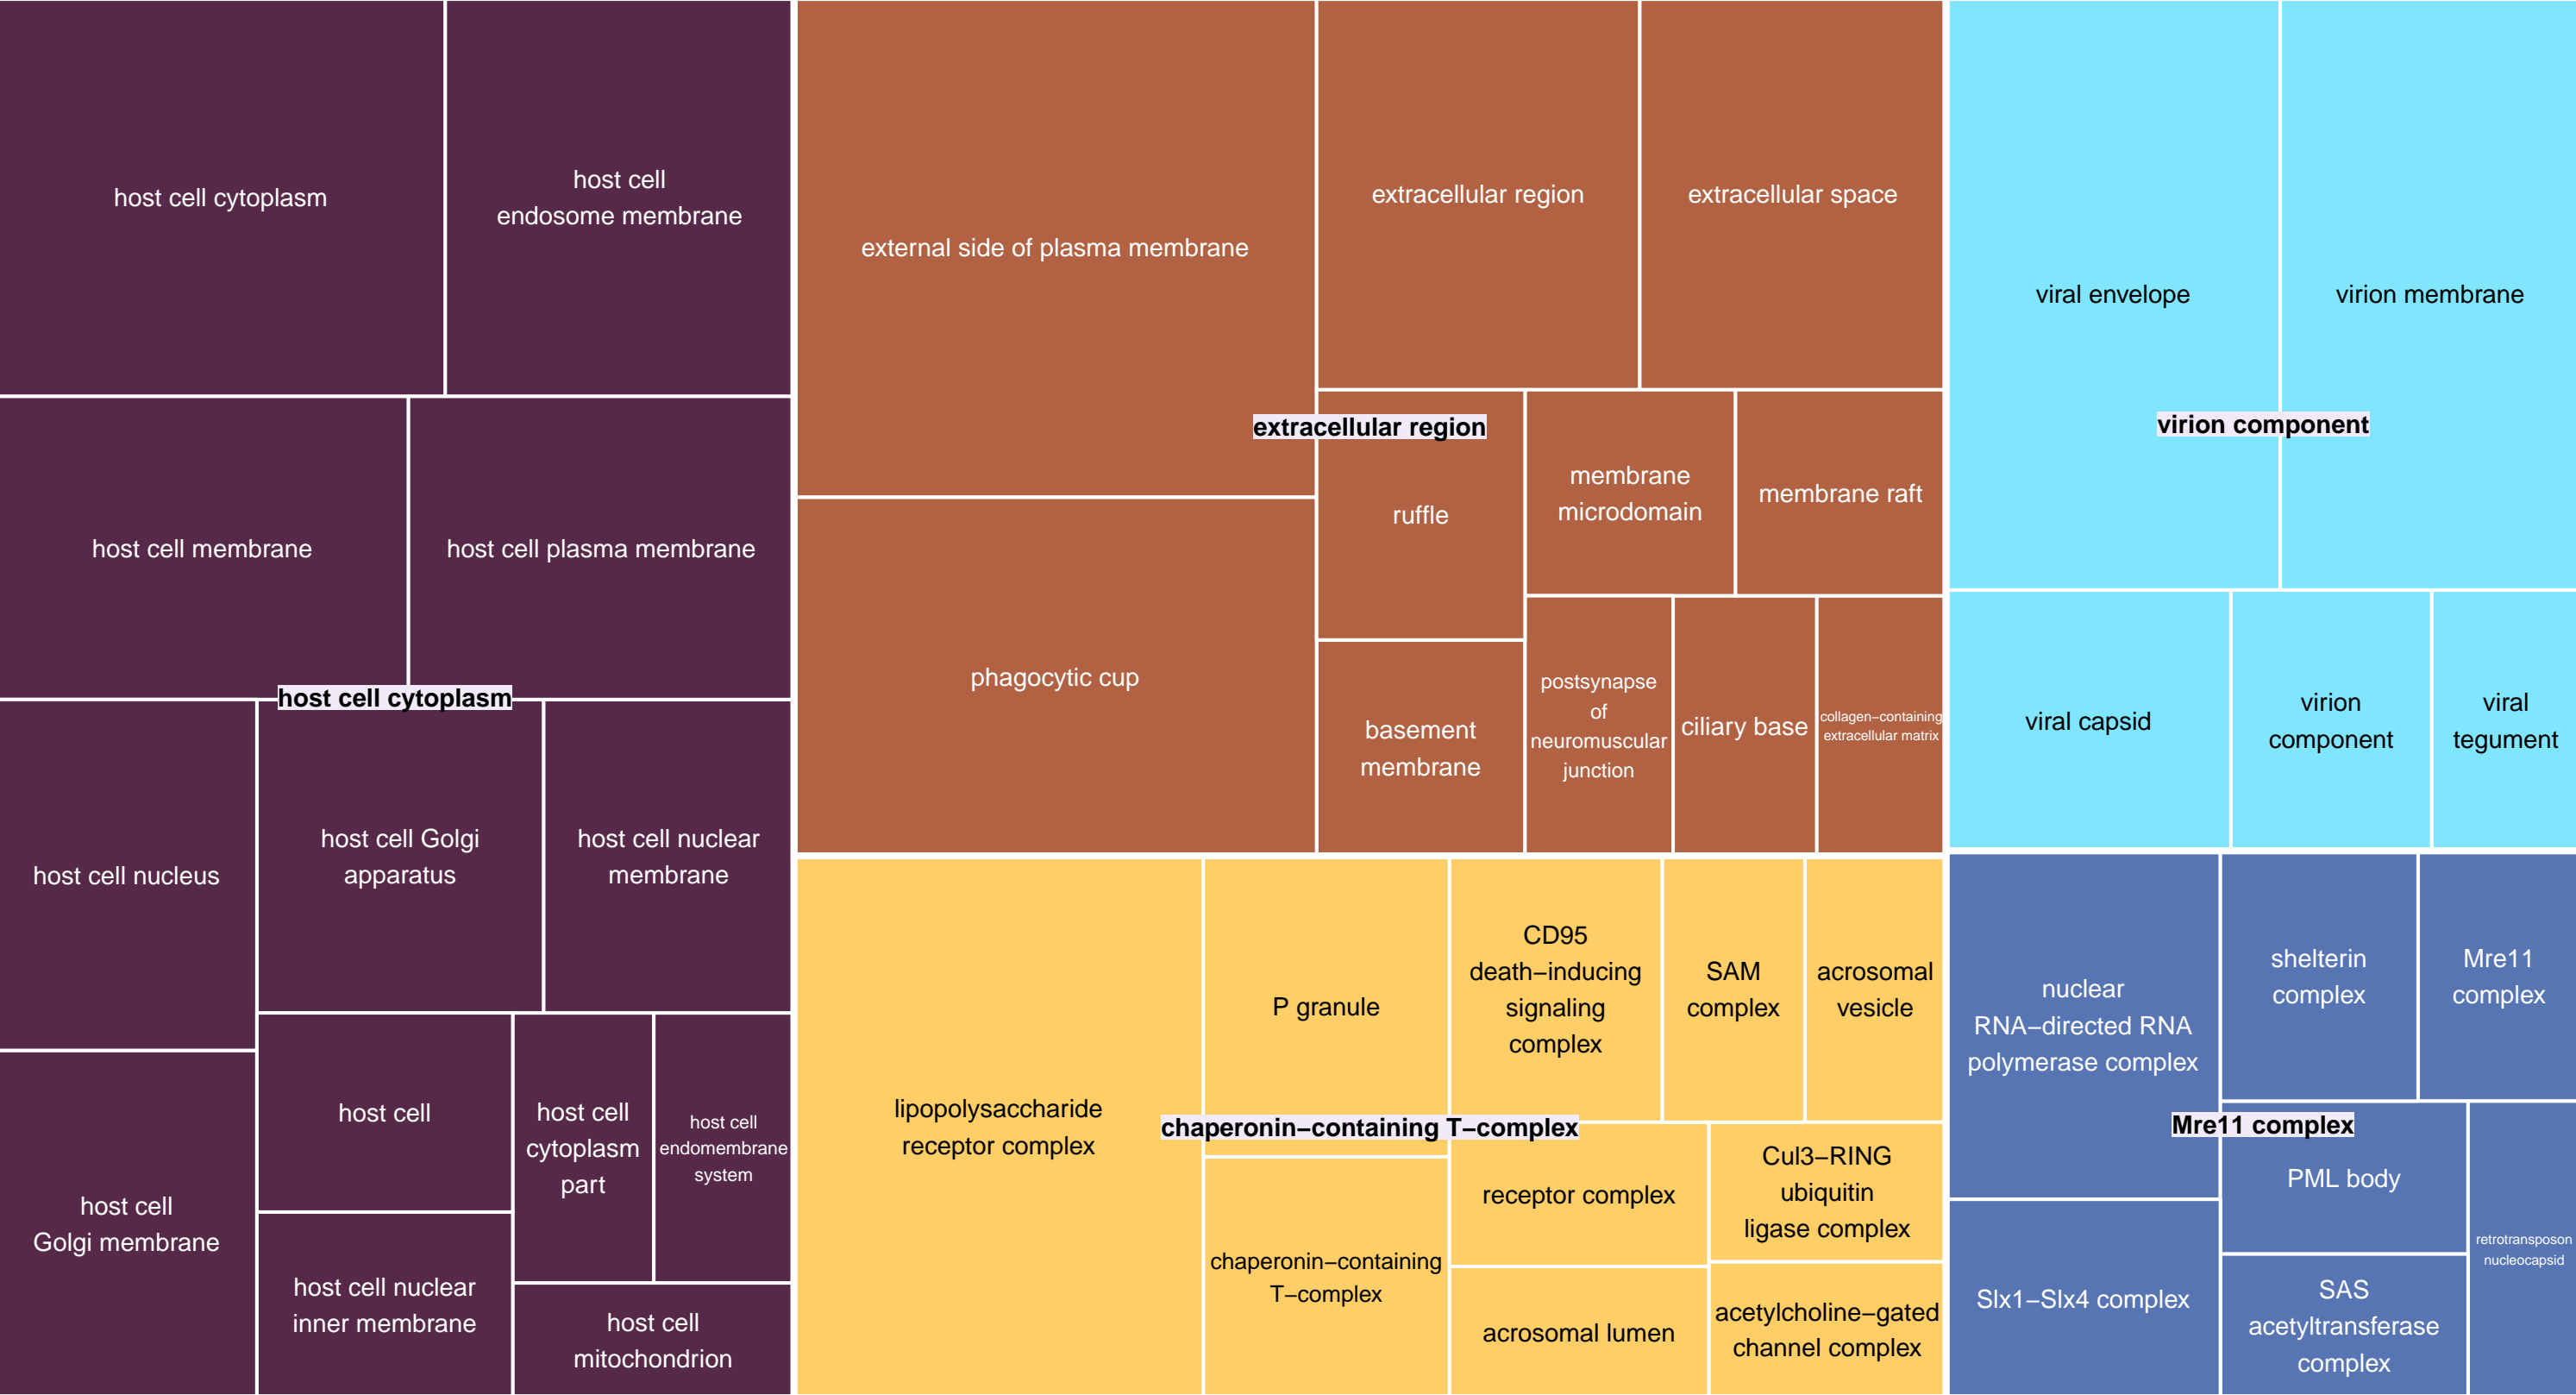 host cell cytoplasm
host cell
endosome membrane
host cell membrane
host cell plasma membrane
host cell cytoplasm
host cell nucleus
host cell Golgi
apparatus
host cell nuclear
membrane
host cell
Golgi membrane
host cell
host cell
cytoplasm
part
host cell
endomembrane
system
host cell nuclear
inner membrane
host cell
mitochondrion
external side of plasma membrane
extracellular region
extracellular space
extracellular region
phagocytic cup
ruffle
membrane
microdomain
membrane raft
basement
membrane
postsynapse
of
neuromuscular
junction
ciliary base
collagen−containing
extracellular matrix
lipopolysaccharide
receptor complex
P granule
CD95
death−inducing
signaling
complex
SAM
complex
acrosomal
vesicle
chaperonin−containing T−complex
chaperonin−containing
T−complex
receptor complex
Cul3−RING
ubiquitin
ligase complex
acrosomal lumen
acetylcholine−gated
channel complex
viral envelope
virion membrane
virion component
viral capsid
virion
component
viral
tegument
nuclear
RNA−directed RNA
polymerase complex
shelterin
complex
Mre11
complex
Mre11 complex
PML body
Slx1−Slx4 complex
SAS
acetyltransferase
complex
retrotransposon
nucleocapsid